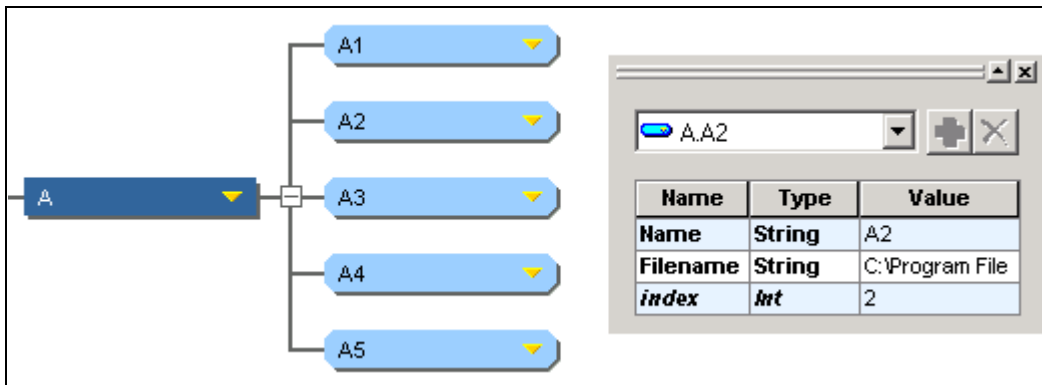 A1
A2
A
A3
A4
A5
A.A2
Name Type Value
Name String A2
Filename String C:\Program File
index Int 2